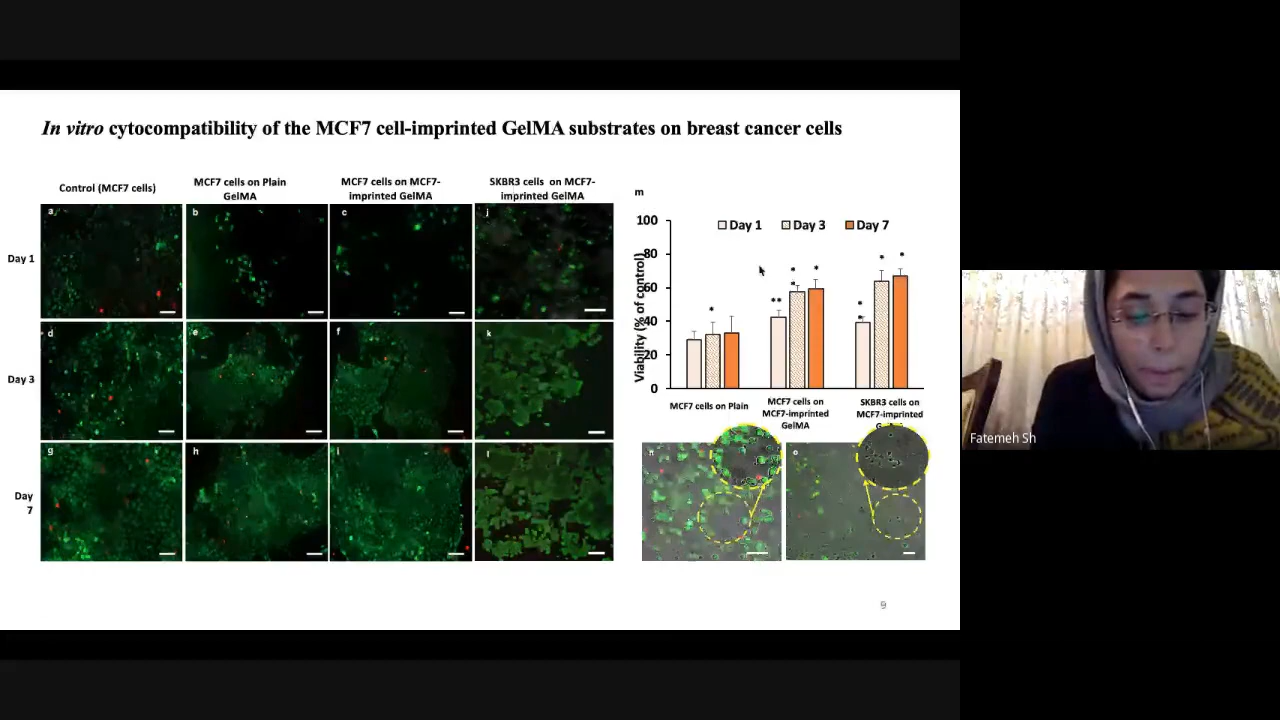 In vitro cytocompatibility of the MCF7 cell-imprinted GelMA substrates on breast cancer cells
Control (MCF7 cells)
MCF7 cells on Plain
GelMA
MCF7 cells on MCF7-
imprinted GelMA
SKBR3 cells on MCF7-
imprinted GelMA
Day 1
a
b
c
j
Day 3
d
e
f
k
Day
7
g
h
i
l
m
Day 1
Day 3
Day 7
Viability (% of control)
100
80
60
40
20
0
**
*
*
*
*
*
*
*
*
*
MCF7 cells on Plain
MCF7 cells on
MCF7-imprinted
GelMA
SKBR3 cells on
MCF7-imprinted
n
o
9
Fatemeh Sh